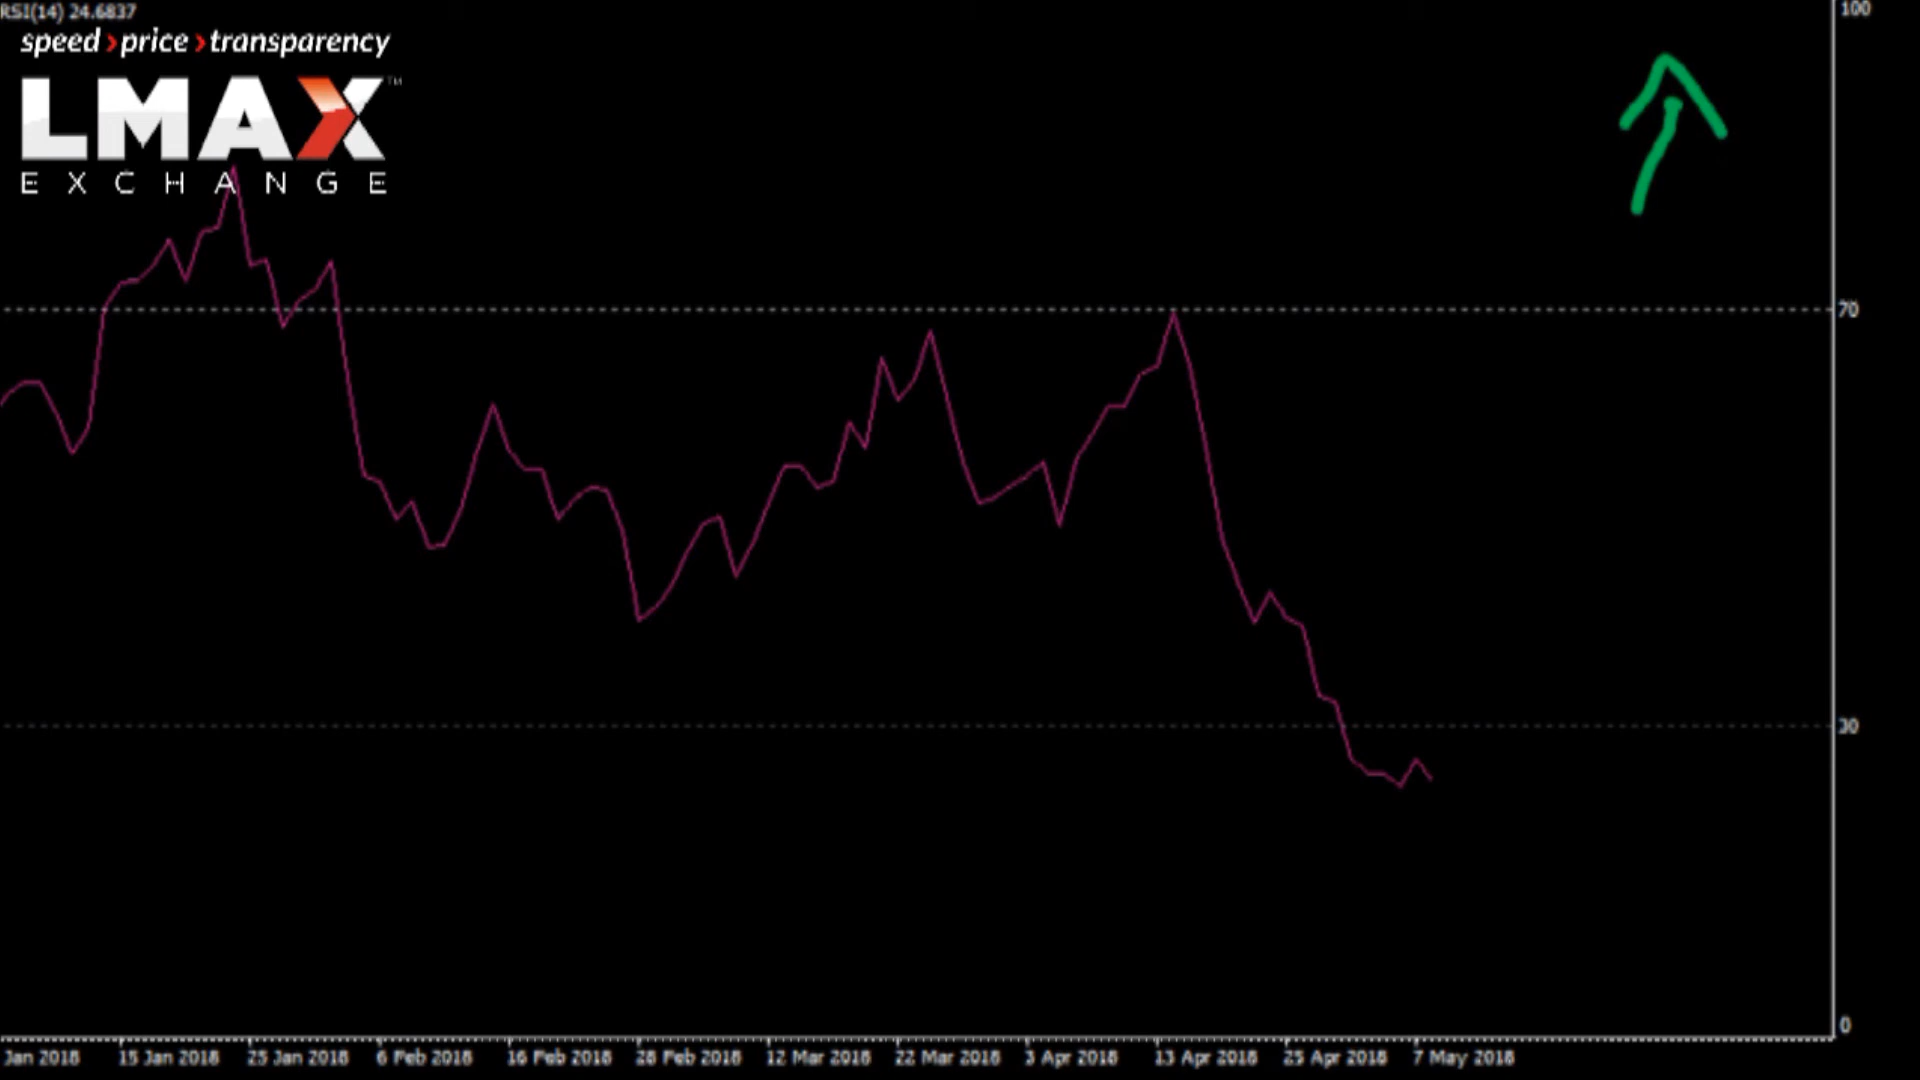 RSI(14) 24.6837
speed › price › transparency
LMAX™
EXCHANGE
100
70
30
0
Jan 2018 15 Jan 2018 25 Jan 2018 6 Feb 2018 16 Feb 2018 28 Feb 2018 12 Mar 2018 22 Mar 2018 3 Apr 2018 13 Apr 2018 25 Apr 2018 7 May 2018